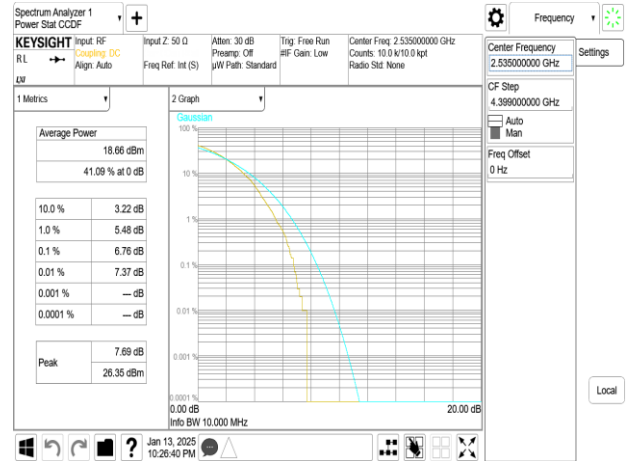 Spectrum Analyzer 1
Power Stat CCDF
Frequency
KEYSIGHT
RL
Input: RF
Coupling: DC
Align: Auto
Input Z: 50 Ω
Freq Ref: Int (S)
Atten: 30 dB
Preamp: Off
µW Path: Standard
Trig: Free Run
#IF Gain: Low
Center Freq: 2.535000000 GHz
Counts: 10.0 k/10.0 kpt
Radio Std: None
Center Frequency
2.535000000 GHz
Settings
CF Step
4.399000000 GHz
Auto
Man
Freq Offset
0 Hz
1 Metrics
Average Power
18.66 dBm
41.09 % at 0 dB
10.0 % 3.22 dB
1.0 % 5.48 dB
0.1 % 6.76 dB
0.01 % 7.37 dB
0.001 % — dB
0.0001 % — dB
Peak
7.69 dB
26.35 dBm
2 Graph
Gaussian
100 %
10 %
1 %
0.1 %
0.01 %
0.001 %
0.0001 %
0.00 dB
20.00 dB
Info BW 10.000 MHz
Local
?
Jan 13, 2025
10:26:40 PM